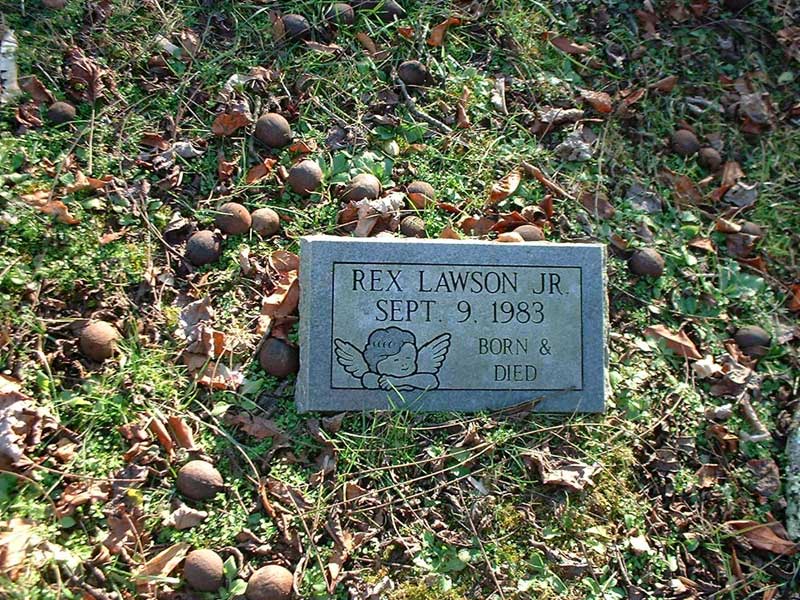 REX LAWSON JR.
SEPT. 9. 1983
BORN &
DIED